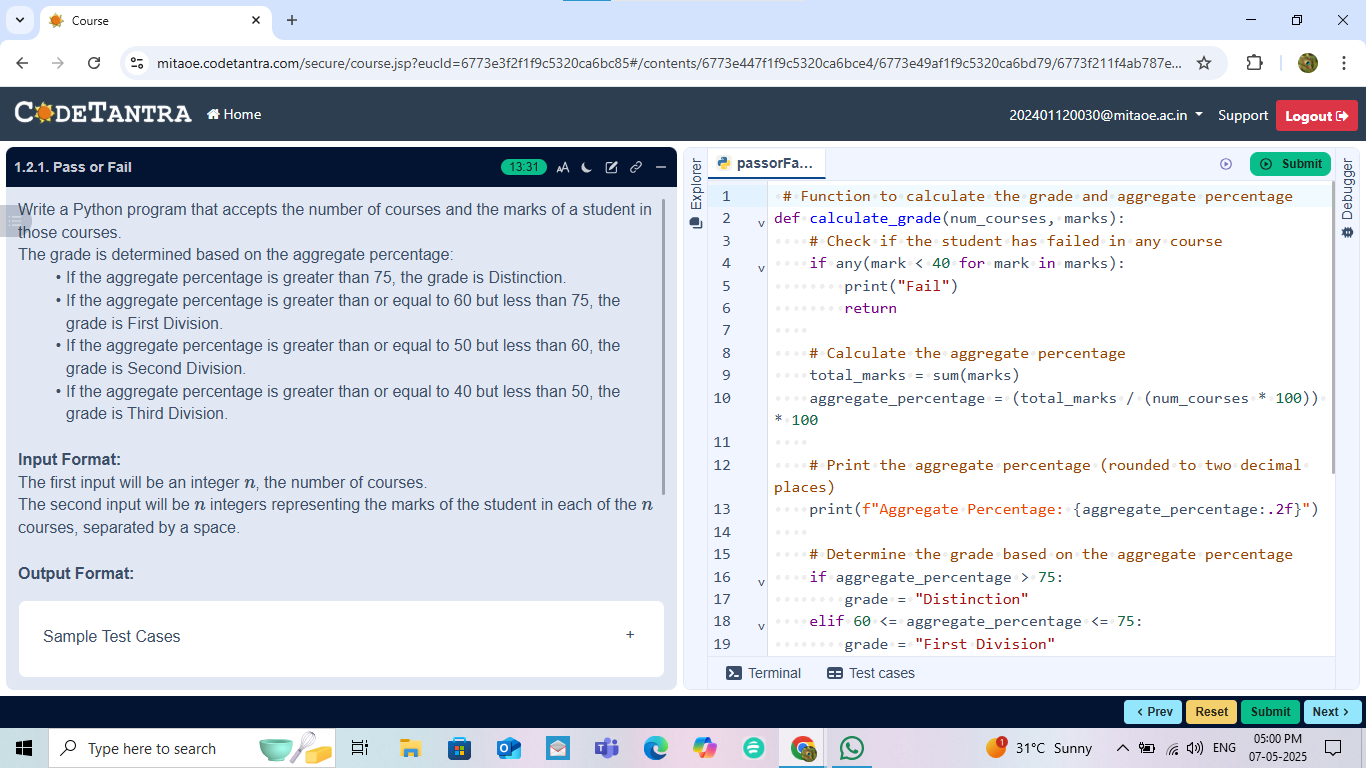 Course
mitaoe.codetantra.com/secure/course.jsp?eucId=6773e3f2f1f9c5320ca6bc85#/contents/6773e447f1f9c5320ca6bce4/6773e49af1f9c5320ca6bd79/6773f211f4ab787e...
CODETANTRA Home 202401120030@mitaoe.ac.in Support Logout
1.2.1. Pass or Fail 13:31 AA
Write a Python program that accepts the number of courses and the marks of a student in
those courses.
The grade is determined based on the aggregate percentage:
• If the aggregate percentage is greater than 75, the grade is Distinction.
• If the aggregate percentage is greater than or equal to 60 but less than 75, the
grade is First Division.
• If the aggregate percentage is greater than or equal to 50 but less than 60, the
grade is Second Division.
• If the aggregate percentage is greater than or equal to 40 but less than 50, the
grade is Third Division.
Input Format:
The first input will be an integer n, the number of courses.
The second input will be n integers representing the marks of the student in each of the n
courses, separated by a space.
Output Format:
Sample Test Cases +
Explorer
passorFa...
Submit
Debugger
1 # Function to calculate the grade and aggregate percentage
2 def calculate_grade(num_courses, marks):
3 # Check if the student has failed in any course
4 if any(mark < 40 for mark in marks):
5 print("Fail")
6 return
7
8 # Calculate the aggregate percentage
9 total_marks = sum(marks)
10 aggregate_percentage = (total_marks / (num_courses * 100))
* 100
11
12 # Print the aggregate percentage (rounded to two decimal
places)
13 print(f"Aggregate Percentage: {aggregate_percentage:.2f}")
14
15 # Determine the grade based on the aggregate percentage
16 if aggregate_percentage > 75:
17 grade = "Distinction"
18 elif 60 <= aggregate_percentage <= 75:
19 grade = "First Division"
Terminal Test cases
< Prev Reset Submit Next >
Type here to search
1 31°C Sunny ENG 05:00 PM
07-05-2025